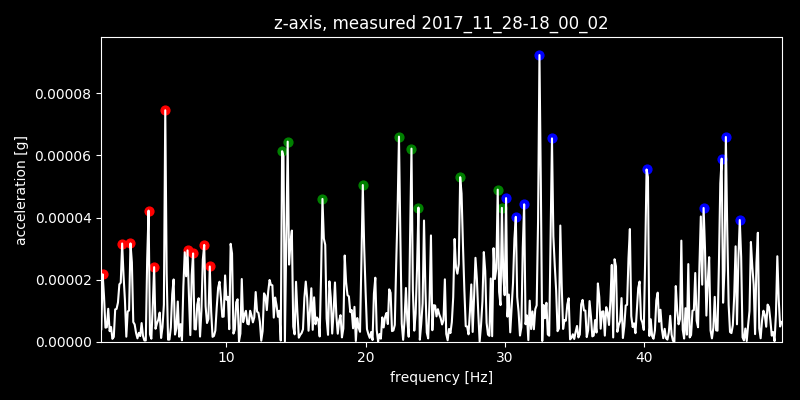 z-axis, measured 2017_11_28-18_00_02
acceleration [g]
0.00008
0.00006
0.00004
0.00002
0.00000
10 20 30 40
frequency [Hz]